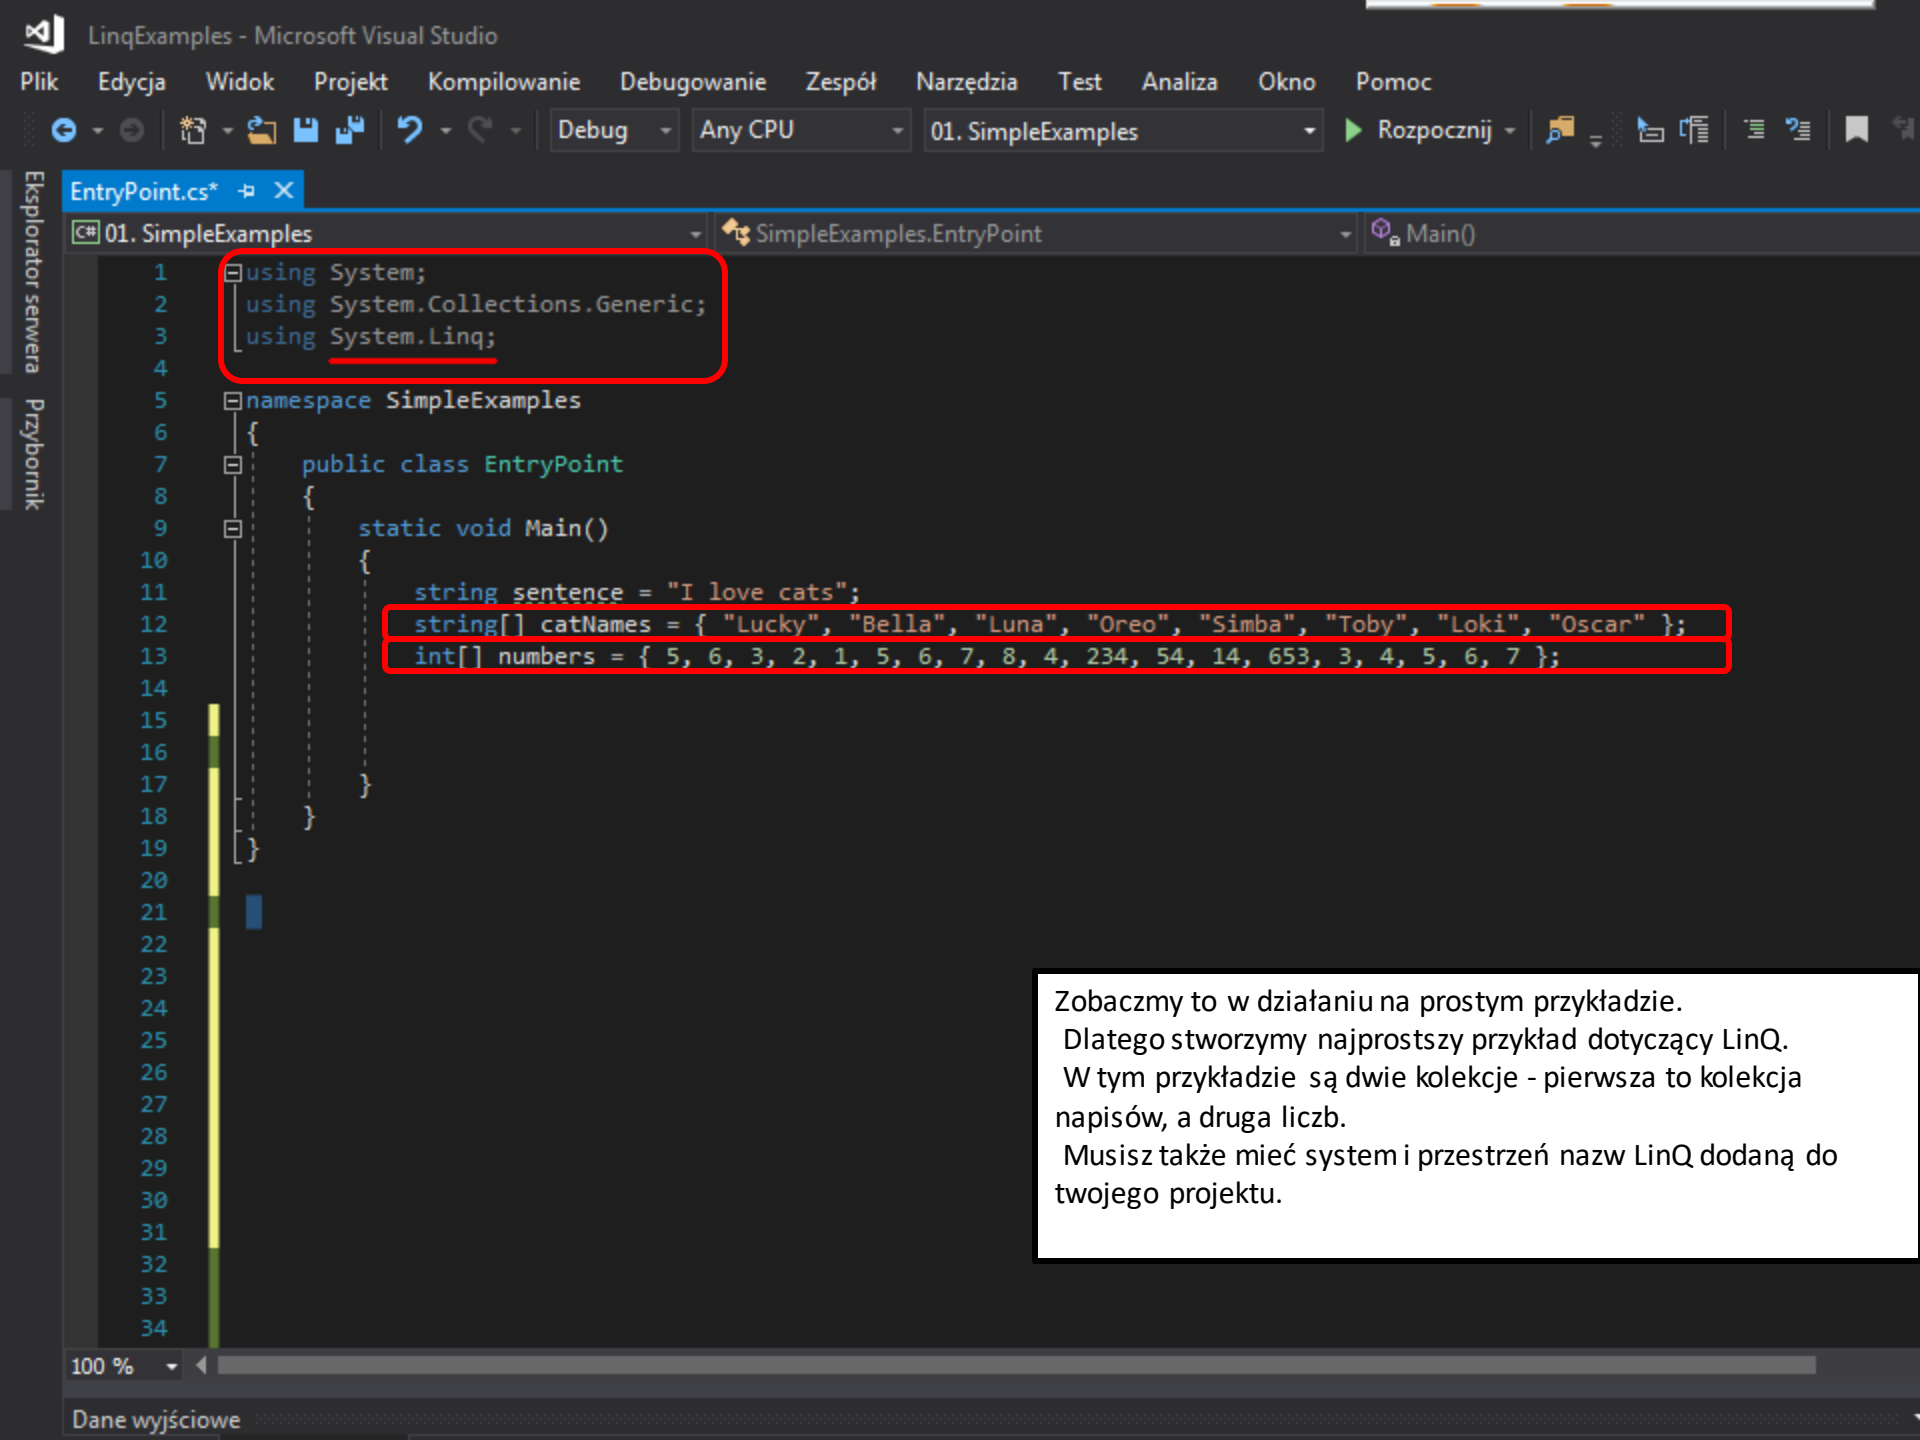 LinqExamples - Microsoft Visual Studio
Plik Edycja Widok Projekt Kompilowanie Debugowanie Zespół Narzędzia Test Analiza Okno Pomoc
Debug Any CPU 01. SimpleExamples Rozpocznij
Eksplorator serwera
Przybornik
EntryPoint.cs*
C# 01. SimpleExamples SimpleExamples.EntryPoint Main()
1 using System;
2 using System.Collections.Generic;
3 using System.Linq;
4
5 namespace SimpleExamples
6 {
7 public class EntryPoint
8 {
9 static void Main()
10 {
11 string sentence = "I love cats";
12 string[] catNames = { "Lucky", "Bella", "Luna", "Oreo", "Simba", "Toby", "Loki", "Oscar" };
13 int[] numbers = { 5, 6, 3, 2, 1, 5, 6, 7, 8, 4, 234, 54, 14, 653, 3, 4, 5, 6, 7 };
14
15
16
17 }
18 }
19 }
20
21
22
23
24
25
26
27
28
29
30
31
32
33
34
Zobaczmy to w działaniu na prostym przykładzie.
Dlatego stworzymy najprostszy przykład dotyczący LinQ.
W tym przykładzie są dwie kolekcje - pierwsza to kolekcja
napisów, a druga liczb.
Musisz także mieć system i przestrzeń nazw LinQ dodaną do
twojego projektu.
100 %
Dane wyjściowe